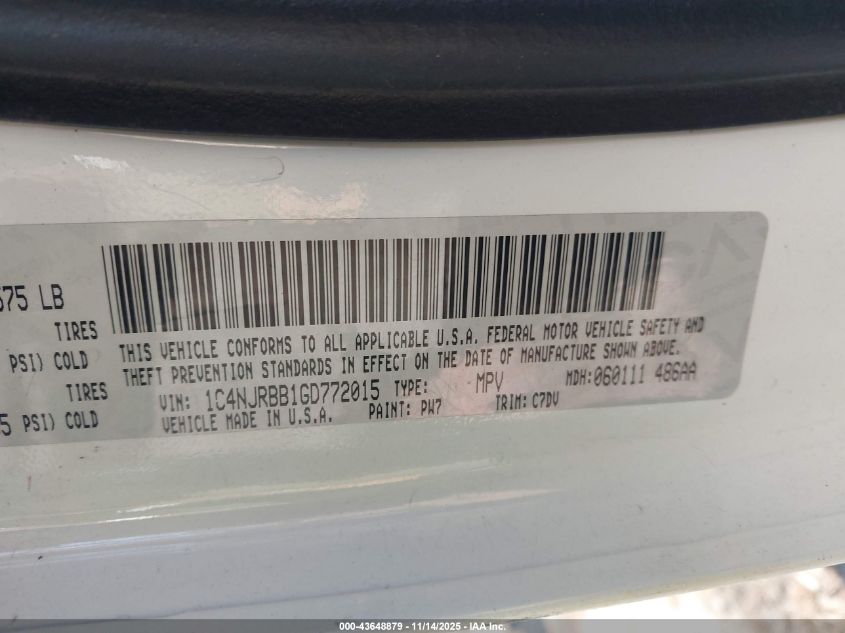 575 LB
TIRES
PSI) COLD
5 PSI) COLD
THIS VEHICLE CONFORMS TO ALL APPLICABLE U.S.A. FEDERAL MOTOR VEHICLE SAFETY AND
THEFT PREVENTION STANDARDS IN EFFECT ON THE DATE OF MANUFACTURE SHOWN ABOVE.
VIN: 1C4NJRBB1GD772015 TYPE: MPV MDH:060111 486AA
VEHICLE MADE IN U.S.A. PAINT: PW7 TRIM: C7DV
000-43648879 | 11/14/2025 | IAA Inc.